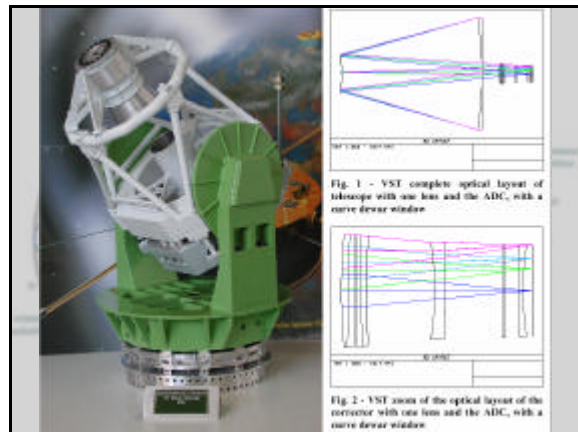 Fig. 1 - VST complete optical layout of
telescope with one lens and the ADC, with a
curve dewar window
Fig. 2 - VST zoom of the optical layout of the
corrector with one lens and the ADC, with a
curve dewar window